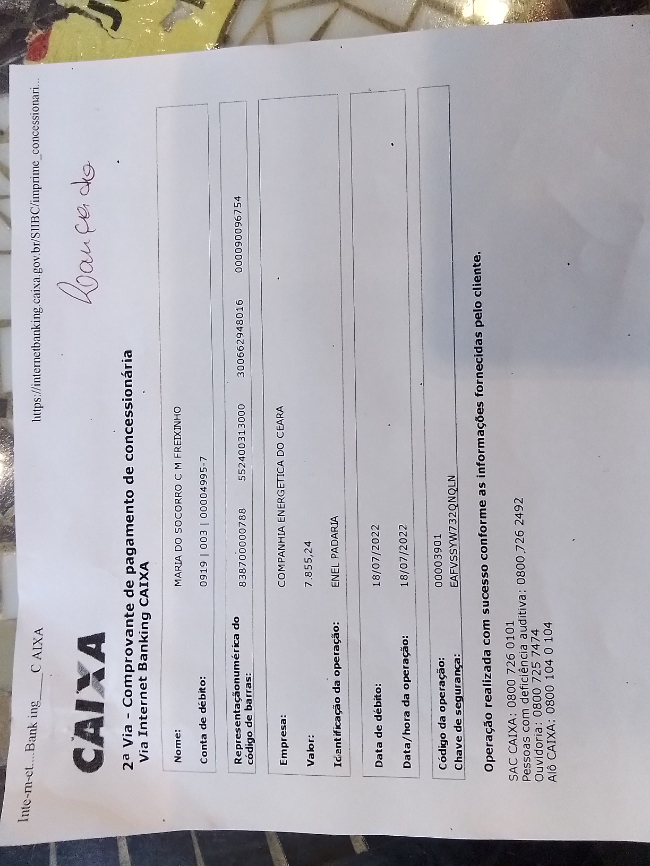 Inte-m-et....Bank ing_____C AIXA
https://internetbanking.caixa.gov.br/SIIBC/imprime_concessionari...
CAIXA
2ª Via - Comprovante de pagamento de concessionária
Via Internet Banking CAIXA
Nome: MARIA DO SOCORRO C M FREIXINHO
Conta de débito: 0919 | 003 | 00004995-7
Representaçãonumérica do
código de barras: 838700000788 552400313000 300662948016 000090096754
Empresa: COMPANHIA ENERGETICA DO CEARA
Valor: 7.855,24
Identificação da operação: ENEL PADARIA
Data de débito: 18/07/2022
Data/hora da operação: 18/07/2022
Código da operação: 00003901
Chave de segurança: EAFVSSYW732QNQLN
Operação realizada com sucesso conforme as informações fornecidas pelo cliente.
SAC CAIXA: 0800 726 0101
Pessoas com deficiência auditiva: 0800 726 2492
Ouvidoria: 0800 725 7474
Alô CAIXA: 0800 104 0 104